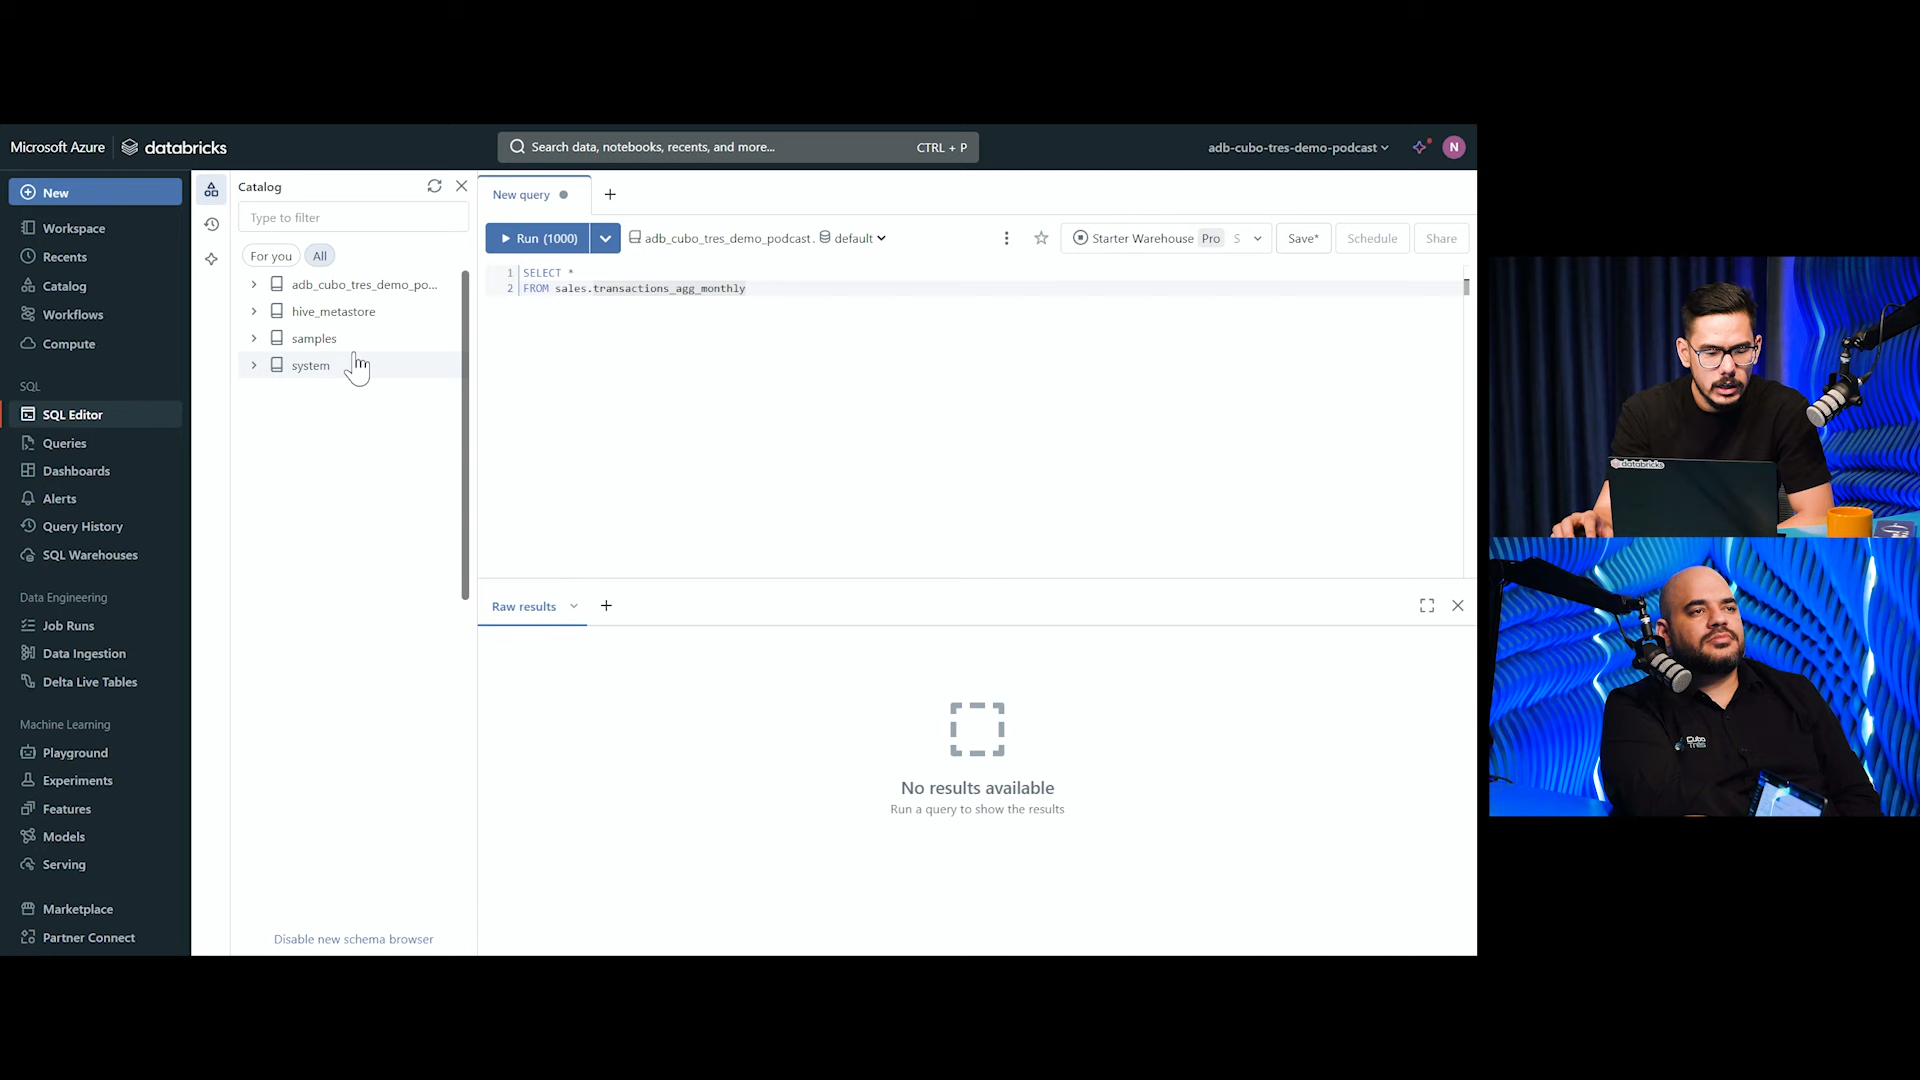 Microsoft Azure databricks
Search data, notebooks, recents, and more... CTRL + P
adb-cubo-tres-demo-podcast
N
New
Workspace
Recents
Catalog
Workflows
Compute
SQL
SQL Editor
Queries
Dashboards
Alerts
Query History
SQL Warehouses
Data Engineering
Job Runs
Data Ingestion
Delta Live Tables
Machine Learning
Playground
Experiments
Features
Models
Serving
Marketplace
Partner Connect
Catalog
Type to filter
For you All
adb_cubo_tres_demo_po...
hive_metastore
samples
system
Disable new schema browser
New query
Run (1000)
adb_cubo_tres_demo_podcast. default
Starter Warehouse Pro S
Save*
Schedule
Share
1 SELECT *
2 FROM sales.transactions_agg_monthly
Raw results
No results available
Run a query to show the results
databricks
Cubo
Três